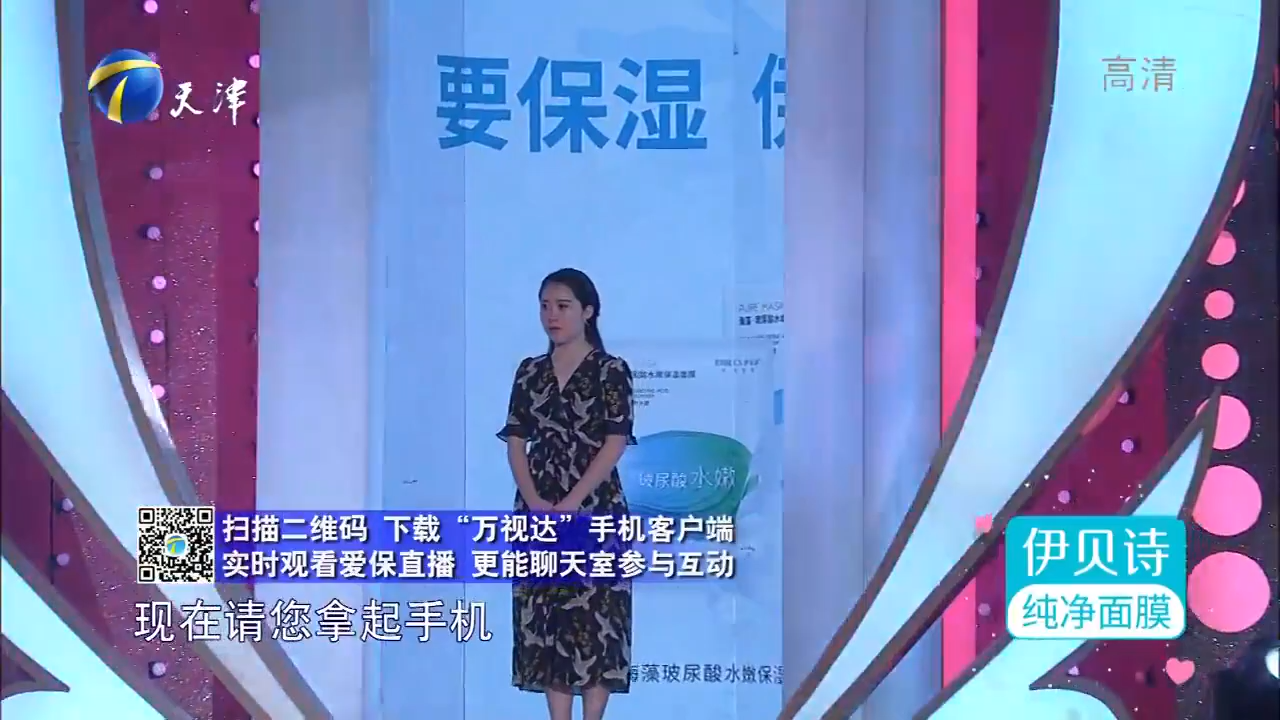 天津
高清
要保湿
PURE MASK
玻尿酸水嫩
扫描二维码 下载“万视达”手机客户端
实时观看爱保直播 更能聊天室参与互动
现在请您拿起手机
伊贝诗
纯净面膜
海藻玻尿酸水嫩保湿